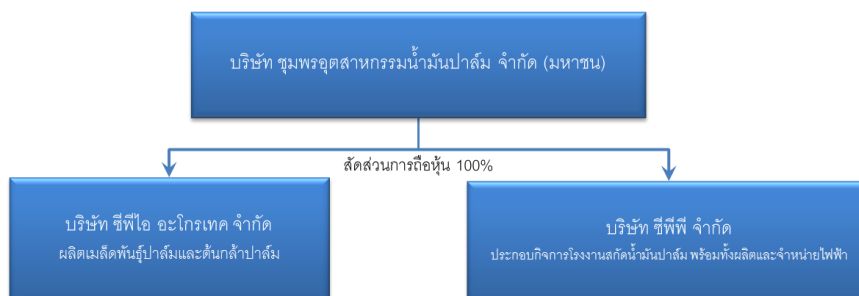 บริษัท ชุมพรอุตสาหกรรมน้ำมันปาล์ม จำกัด (มหาชน)
สัดส่วนการถือหุ้น 100%
บริษัท ซีพีไอ อะโกรเทค จำกัด
ผลิตเมล็ดพันธุ์ปาล์มและต้นกล้าปาล์ม
บริษัท ซีพีพี จำกัด
ประกอบกิจการโรงงานสกัดน้ำมันปาล์ม พร้อมทั้งผลิตและจำหน่ายไฟฟ้า